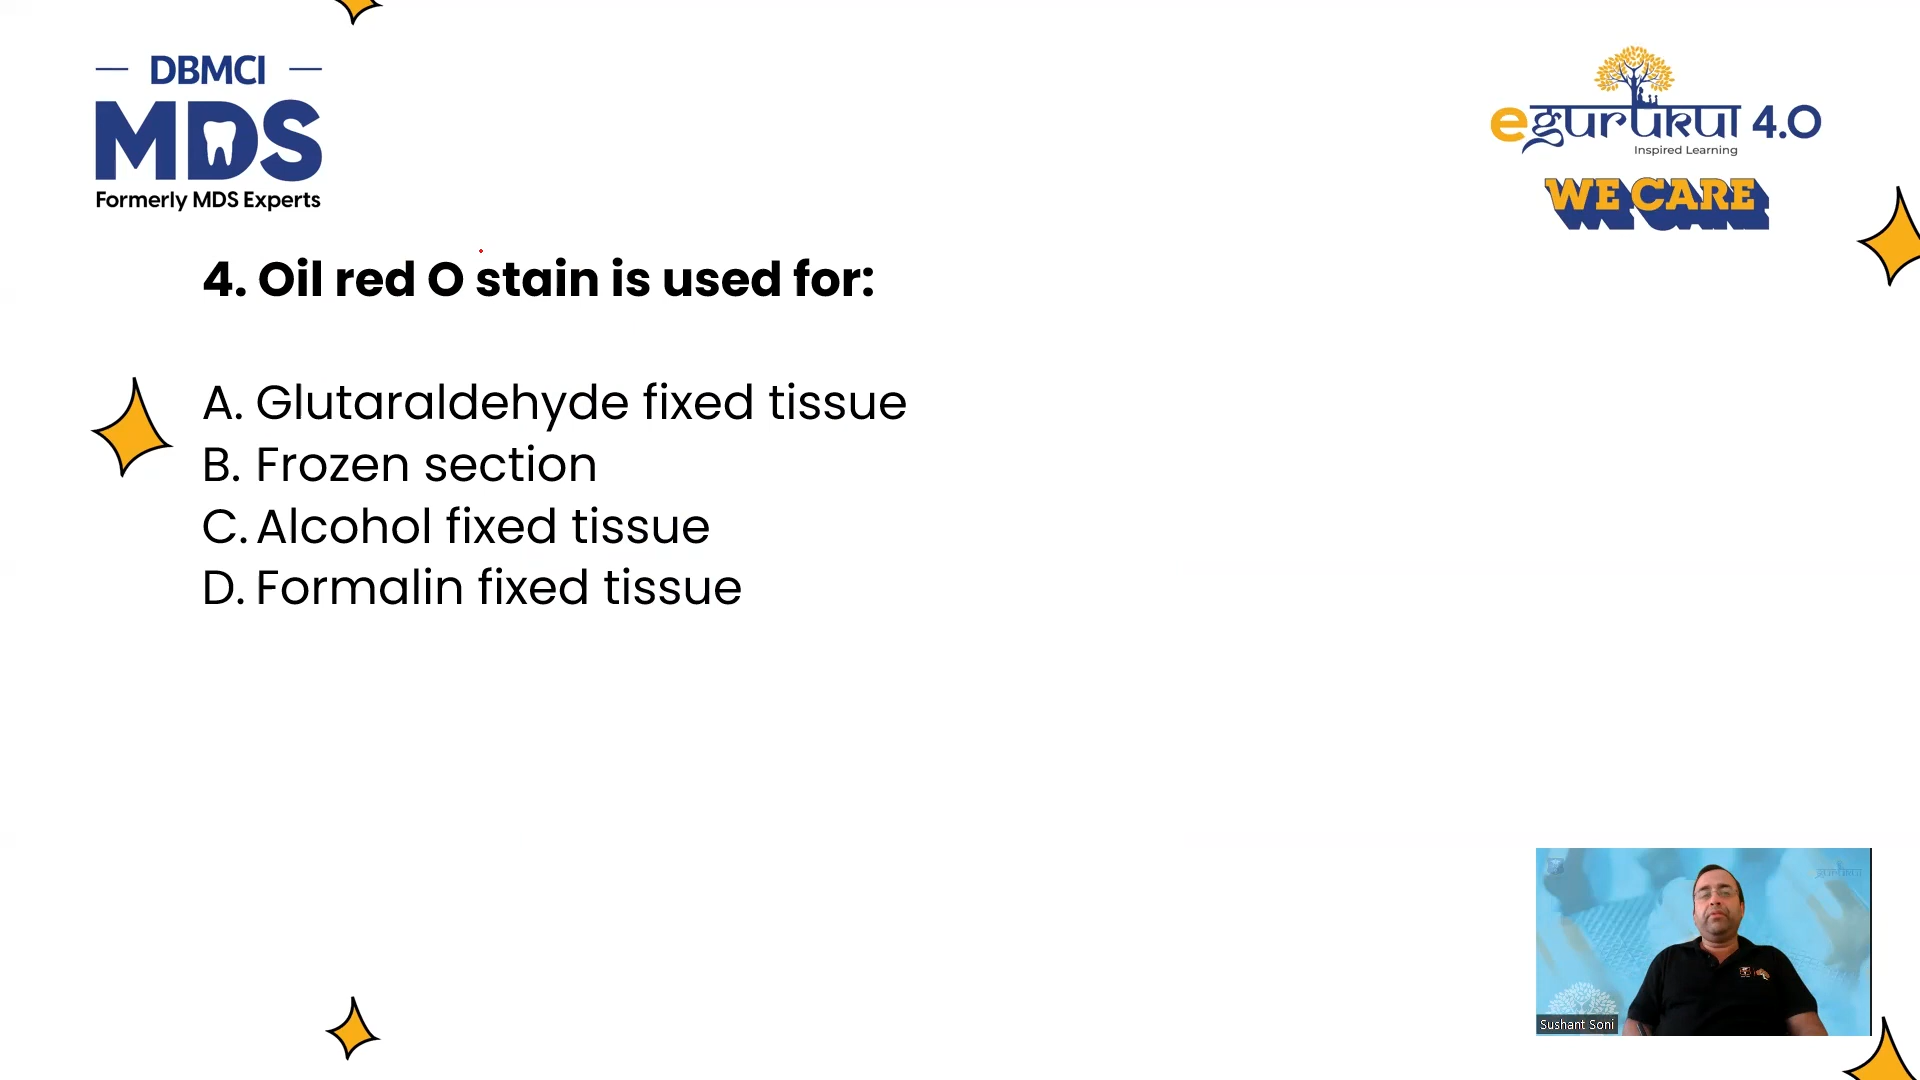 DBMCI
MDS
Formerly MDS Experts
egurukul 4.0
Inspired Learning
WE CARE
4. Oil red O stain is used for:
A. Glutaraldehyde fixed tissue
B. Frozen section
C. Alcohol fixed tissue
D. Formalin fixed tissue
egurukul
Sushant Soni